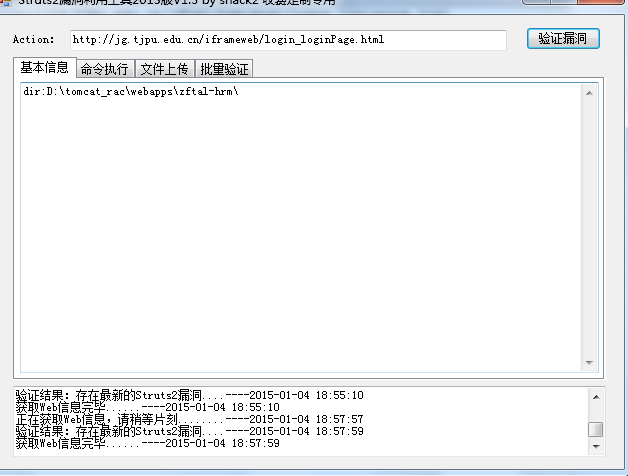 Struts2漏洞利用工具2013版V1.5 by shack2 收装定制专用
Action: http://jg.tjpu.edu.cn/iframeweb/login_loginPage.html 验证漏洞
基本信息 命令执行 文件上传 批量验证
dir:D:\tomcat_rac\webapps\zftal-hrm\
验证结果：存在最新的Struts2漏洞....----2015-01-04 18:55:10
获取Web信息完毕......----2015-01-04 18:55:10
正在获取Web信息，请稍等片刻........----2015-01-04 18:57:57
验证结果：存在最新的Struts2漏洞....----2015-01-04 18:57:59
获取Web信息完毕......----2015-01-04 18:57:59